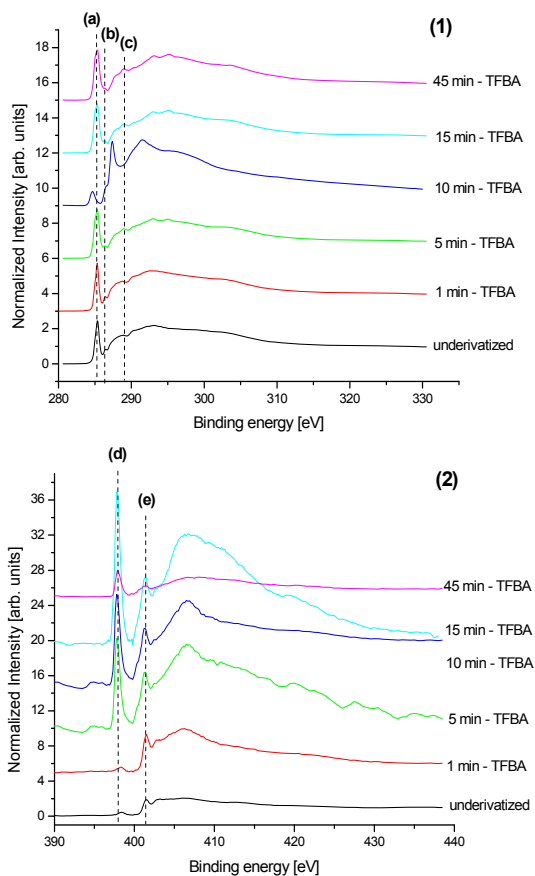 (a) (b) (c) (1)
18
16
14
12
10
8
6
4
2
0
Normalized Intensity [arb. units]
45 min - TFBA
15 min - TFBA
10 min - TFBA
5 min - TFBA
1 min - TFBA
underivatized
280 290 300 310 320 330
Binding energy [eV]
(d) (e) (2)
36
32
28
24
20
16
12
8
4
0
Normalized Intensity [arb. units]
45 min - TFBA
15 min - TFBA
10 min - TFBA
5 min - TFBA
1 min - TFBA
underivatized
390 400 410 420 430 440
Binding energy [eV]